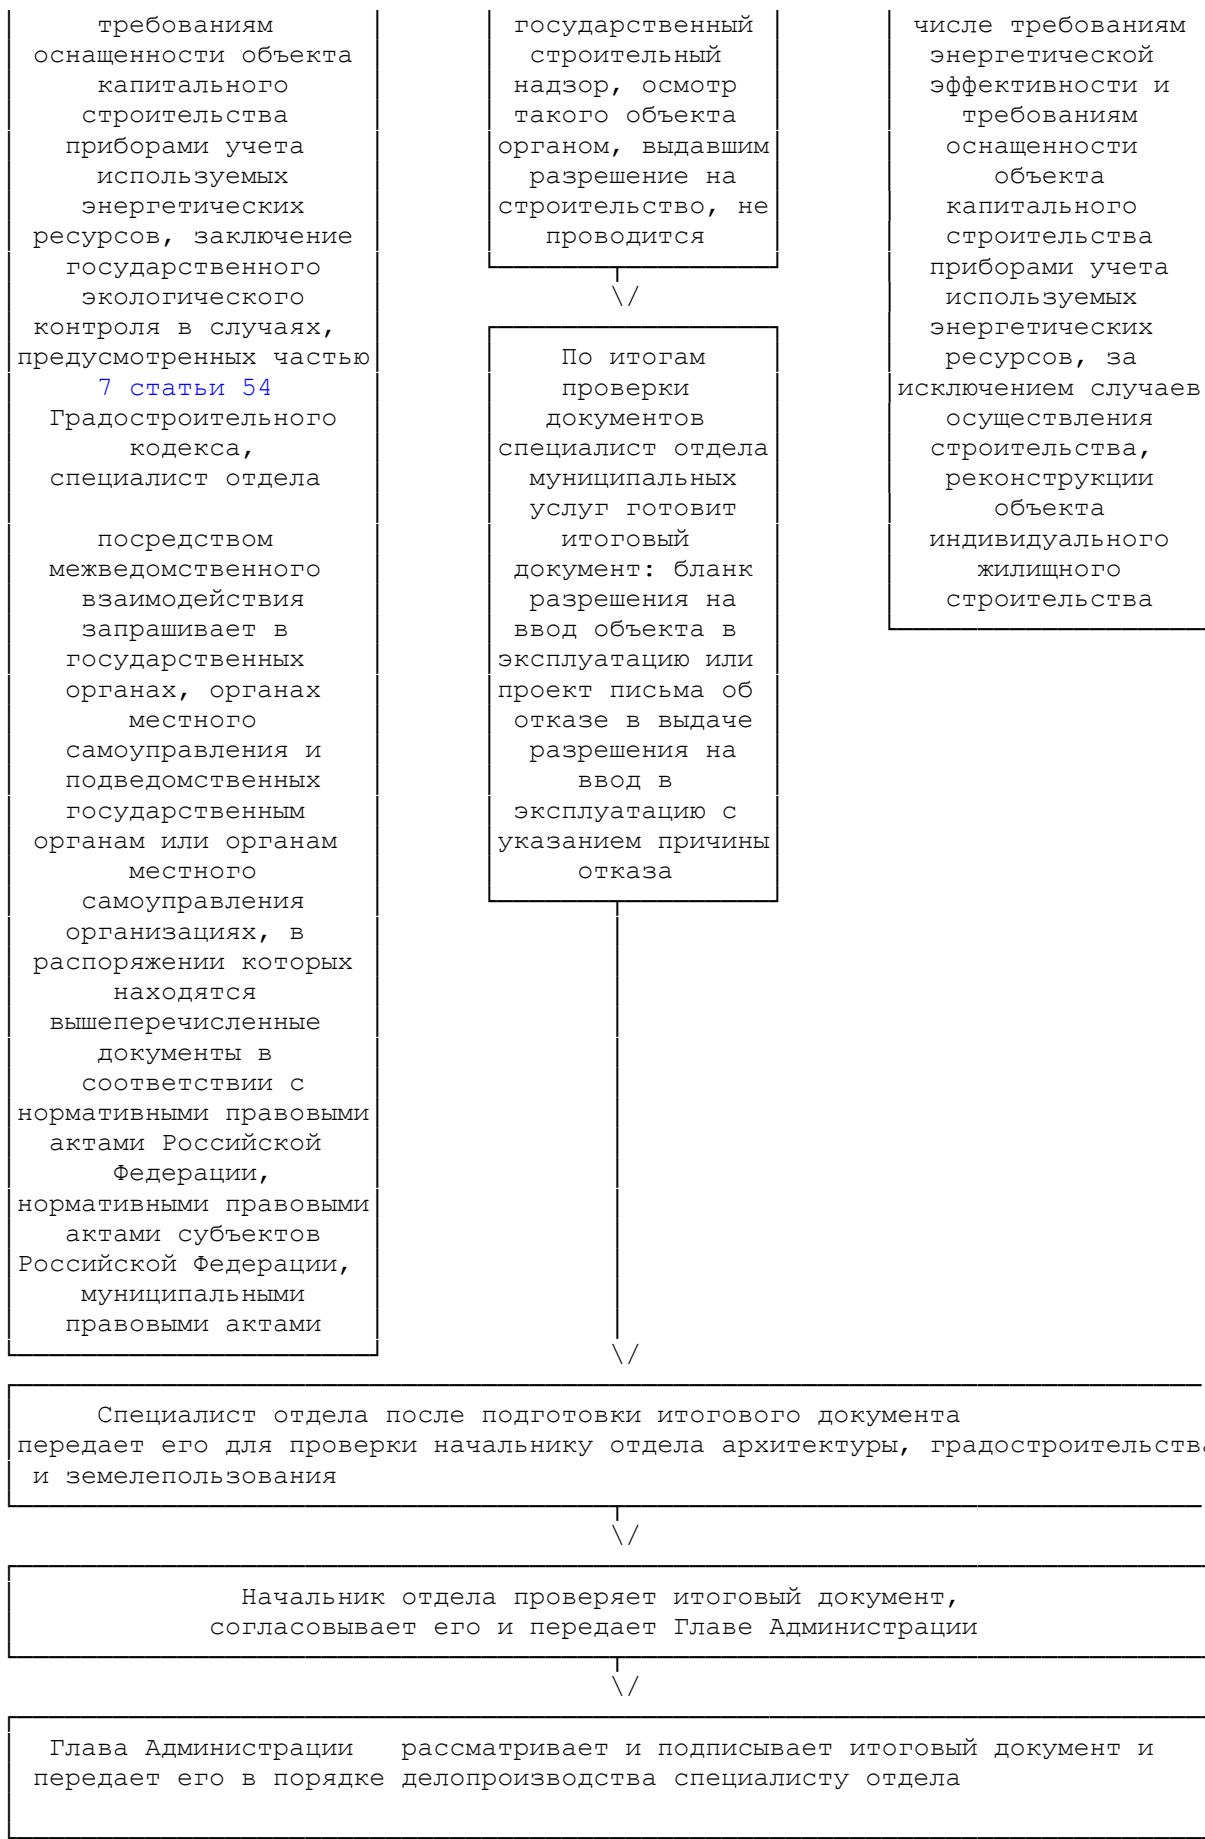 требованиям
оснащенности объекта
капитального
строительства
приборами учета
используемых
энергетических
ресурсов, заключение
государственного
экологического
контроля в случаях,
предусмотренных частью
7 статьи 54
Градостроительного
кодекса,
специалист отдела
посредством
межведомственного
взаимодействия
запрашивает в
государственных
органах, органах
местного
самоуправления и
подведомственных
государственным
органам или органам
местного
самоуправления
организациях, в
распоряжении которых
находятся
вышеперечисленные
документы в
соответствии с
нормативными правовыми
актами Российской
Федерации,
нормативными правовыми
актами субъектов
Российской Федерации,
муниципальными
правовыми актами
государственный
строительный
надзор, осмотр
такого объекта
органом, выдавшим
разрешение на
строительство, не
проводится
\/
По итогам
проверки
документов
специалист отдела
муниципальных
услуг готовит
итоговый
документ: бланк
разрешения на
ввод объекта в
эксплуатацию или
проект письма об
отказе в выдаче
разрешения на
ввод в
эксплуатацию с
указанием причины
отказа
\/
числе требованиям
энергетической
эффективности и
требованиям
оснащенности
объекта
капитального
строительства
приборами учета
используемых
энергетических
ресурсов, за
исключением случаев
осуществления
строительства,
реконструкции
объекта
индивидуального
жилищного
строительства
Специалист отдела после подготовки итогового документа
передает его для проверки начальнику отдела архитектуры, градостроительства
и землепользования
\/
Начальник отдела проверяет итоговый документ,
согласовывает его и передает Главе Администрации
\/
Глава Администрации рассматривает и подписывает итоговый документ и
передает его в порядке делопроизводства специалисту отдела